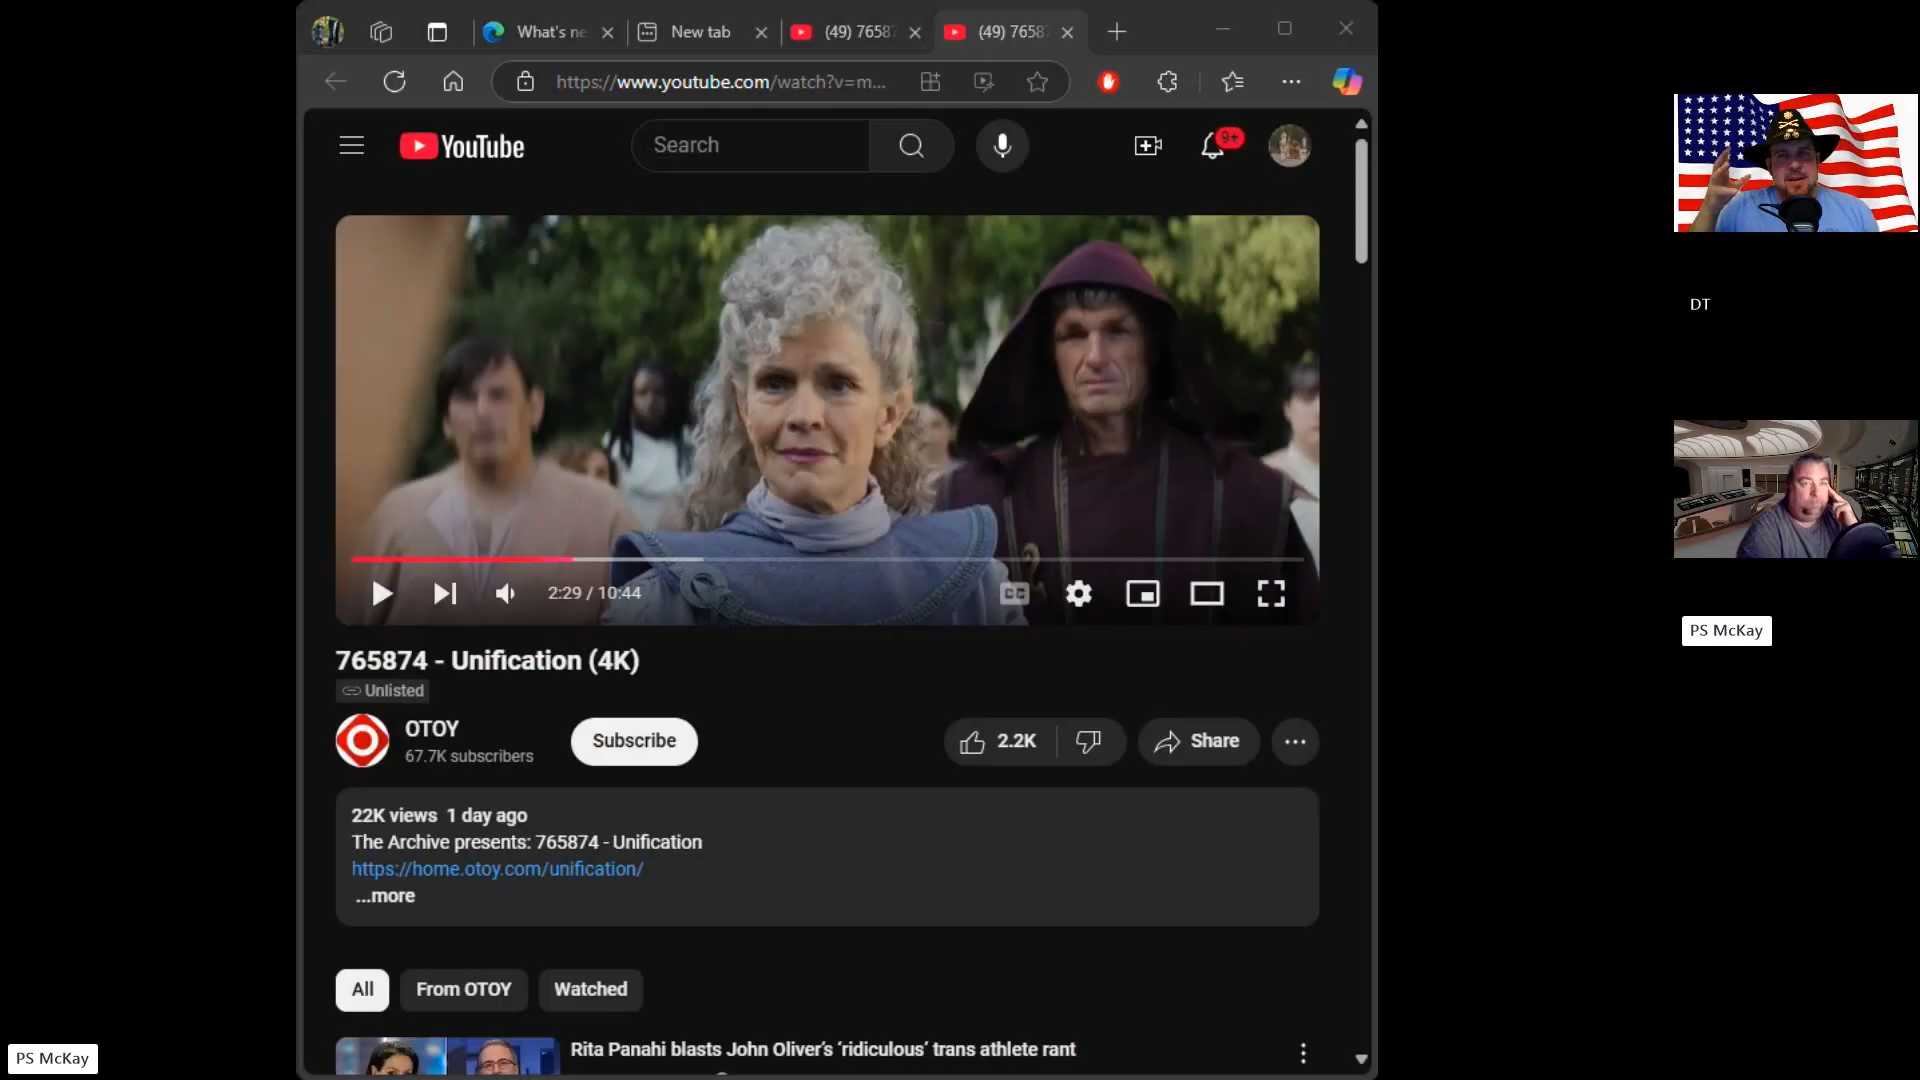 What's ne
New tab
(49) 7658
(49) 7658
https://www.youtube.com/watch?v=m...
YouTube
Search
9+
2:29 / 10:44
CC
765874 - Unification (4K)
Unlisted
OTOY
67.7K subscribers
Subscribe
2.2K
Share
22K views 1 day ago
The Archive presents: 765874 - Unification
https://home.otoy.com/unification/
...more
All
From OTOY
Watched
Rita Panahi blasts John Oliver's 'ridiculous' trans athlete rant
DT
PS McKay
PS McKay